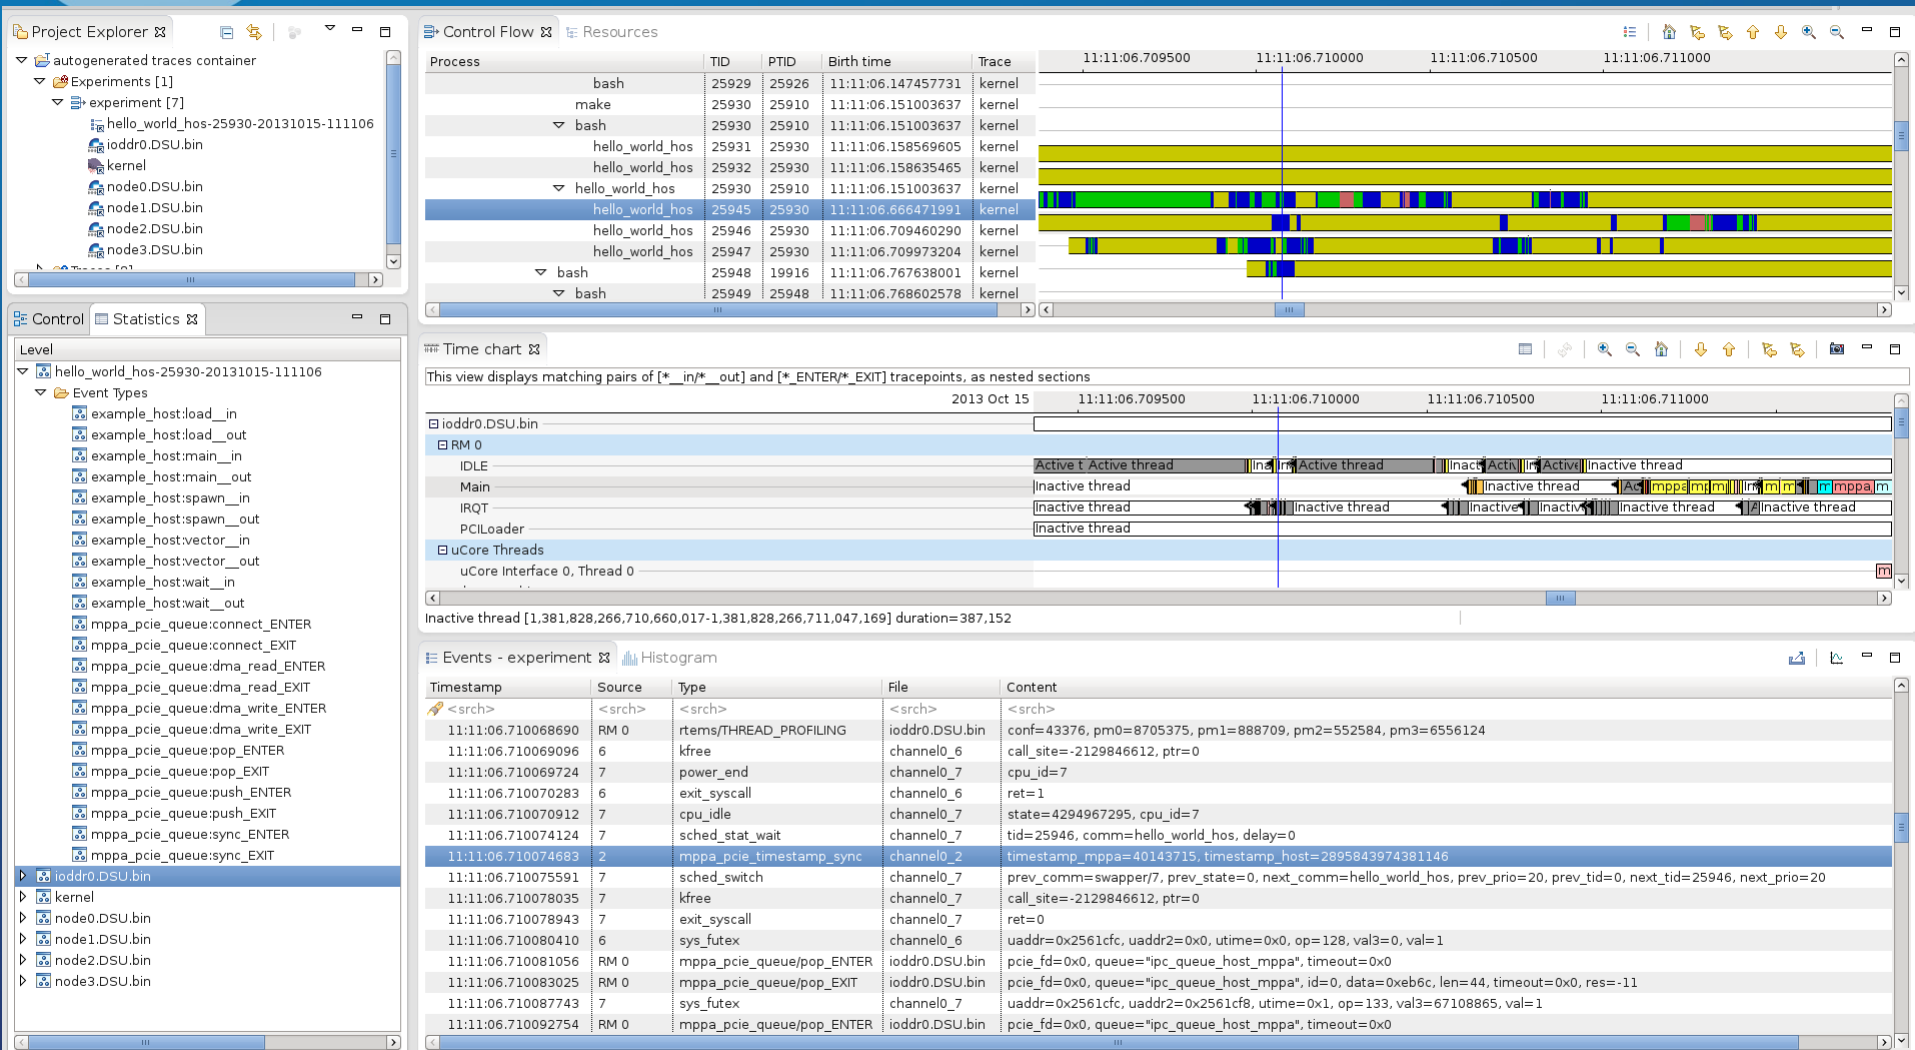 Project Explorer
autogenerated traces container
Experiments [1]
experiment [7]
hello_world_hos-25930-20131015-111106
ioddr0.DSU.bin
kernel
node0.DSU.bin
node1.DSU.bin
node2.DSU.bin
node3.DSU.bin
Control Statistics
Level
hello_world_hos-25930-20131015-111106
Event Types
example_host:load__in
example_host:load__out
example_host:main__in
example_host:main__out
example_host:spawn__in
example_host:spawn__out
example_host:vector__in
example_host:vector__out
example_host:wait__in
example_host:wait__out
mppa_pcie_queue:connect_ENTER
mppa_pcie_queue:connect_EXIT
mppa_pcie_queue:dma_read_ENTER
mppa_pcie_queue:dma_read_EXIT
mppa_pcie_queue:dma_write_ENTER
mppa_pcie_queue:dma_write_EXIT
mppa_pcie_queue:pop_ENTER
mppa_pcie_queue:pop_EXIT
mppa_pcie_queue:push_ENTER
mppa_pcie_queue:push_EXIT
mppa_pcie_queue:sync_ENTER
mppa_pcie_queue:sync_EXIT
ioddr0.DSU.bin
kernel
node0.DSU.bin
node1.DSU.bin
node2.DSU.bin
node3.DSU.bin
Control Flow Resources
Process TID PTID Birth time Trace 11:11:06.709500 11:11:06.710000 11:11:06.710500 11:11:06.711000
bash 25929 25926 11:11:06.147457731 kernel
make 25930 25910 11:11:06.151003637 kernel
bash 25930 25910 11:11:06.151003637 kernel
hello_world_hos 25931 25930 11:11:06.158569605 kernel
hello_world_hos 25932 25930 11:11:06.158635465 kernel
hello_world_hos 25930 25910 11:11:06.151003637 kernel
hello_world_hos 25945 25930 11:11:06.666471991 kernel
hello_world_hos 25946 25930 11:11:06.709460290 kernel
hello_world_hos 25947 25930 11:11:06.709973204 kernel
bash 25948 19916 11:11:06.767638001 kernel
bash 25949 25948 11:11:06.768602578 kernel
Time chart
This view displays matching pairs of [*__in/*__out] and [*_ENTER/*_EXIT] tracepoints, as nested sections
2013 Oct 15 11:11:06.709500 11:11:06.710000 11:11:06.710500 11:11:06.711000
ioddr0.DSU.bin
RM 0
IDLE Active t Active thread Ina Active thread Inact Activ Active Inactive thread
Main Inactive thread Inactive thread Ac mppa mp m m m m mppa m
IRQT Inactive thread Inactive thread Inactive Inactiv Inactive thread Inactive thread
PCILoader Inactive thread
uCore Threads
uCore Interface 0, Thread 0 m
Inactive thread [1,381,828,266,710,660,017-1,381,828,266,711,047,169] duration=387,152
Events - experiment Histogram
Timestamp Source Type File Content
<srch> <srch> <srch> <srch> <srch>
11:11:06.710068690 RM 0 rtems/THREAD_PROFILING ioddr0.DSU.bin conf=43376, pm0=8705375, pm1=888709, pm2=552584, pm3=6556124
11:11:06.710069096 6 kfree channel0_6 call_site=-2129846612, ptr=0
11:11:06.710069724 7 power_end channel0_7 cpu_id=7
11:11:06.710070283 6 exit_syscall channel0_6 ret=1
11:11:06.710070912 7 cpu_idle channel0_7 state=4294967295, cpu_id=7
11:11:06.710074124 7 sched_stat_wait channel0_7 tid=25946, comm=hello_world_hos, delay=0
11:11:06.710074683 2 mppa_pcie_timestamp_sync channel0_2 timestamp_mppa=40143715, timestamp_host=2895843974381146
11:11:06.710075591 7 sched_switch channel0_7 prev_comm=swapper/7, prev_state=0, next_comm=hello_world_hos, prev_prio=20, prev_tid=0, next_tid=25946, next_prio=20
11:11:06.710078035 7 kfree channel0_7 call_site=-2129846612, ptr=0
11:11:06.710078943 7 exit_syscall channel0_7 ret=0
11:11:06.710080410 6 sys_futex channel0_6 uaddr=0x2561cfc, uaddr2=0x0, utime=0x0, op=128, val3=0, val=1
11:11:06.710081056 RM 0 mppa_pcie_queue/pop_ENTER ioddr0.DSU.bin pcie_fd=0x0, queue="ipc_queue_host_mppa", timeout=0x0
11:11:06.710083025 RM 0 mppa_pcie_queue/pop_EXIT ioddr0.DSU.bin pcie_fd=0x0, queue="ipc_queue_host_mppa", id=0, data=0xeb6c, len=44, timeout=0x0, res=-11
11:11:06.710087743 7 sys_futex channel0_7 uaddr=0x2561cfc, uaddr2=0x2561cf8, utime=0x1, op=133, val3=67108865, val=1
11:11:06.710092754 RM 0 mppa_pcie_queue/pop_ENTER ioddr0.DSU.bin pcie_fd=0x0, queue="ipc_queue_host_mppa", timeout=0x0